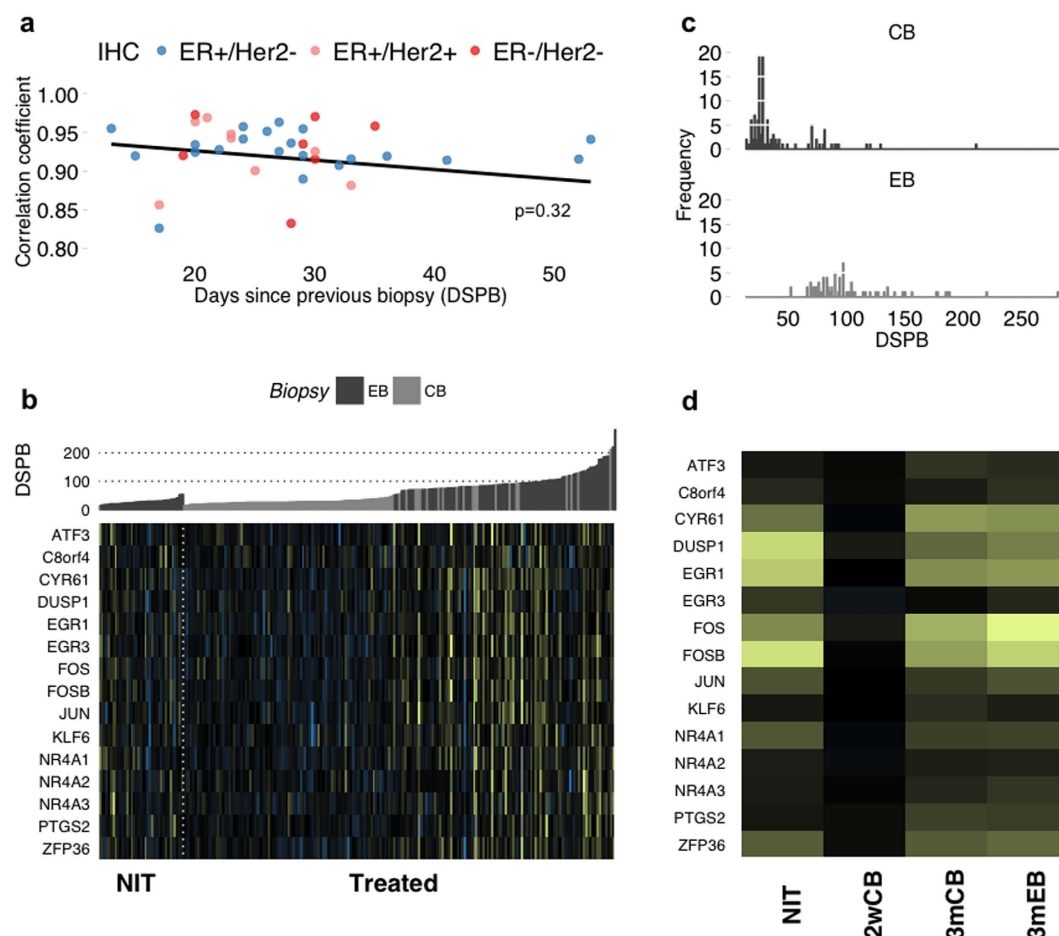 a
IHC ER+/Her2- ER+/Her2+ ER-/Her2-
Correlation coefficient
1.00
0.95
0.90
0.85
0.80
p=0.32
20 30 40 50
Days since previous biopsy (DSPB)
c
CB
Frequency
20
15
10
5
0
EB
20
15
10
5
0
50 100 150 200 250
DSPB
b
Biopsy EB CB
DSPB
200
100
0
ATF3
C8orf4
CYR61
DUSP1
EGR1
EGR3
FOS
FOSB
JUN
KLF6
NR4A1
NR4A2
NR4A3
PTGS2
ZFP36
NIT Treated
d
ATF3
C8orf4
CYR61
DUSP1
EGR1
EGR3
FOS
FOSB
JUN
KLF6
NR4A1
NR4A2
NR4A3
PTGS2
ZFP36
NIT 2wCB 3mCB 3mEB